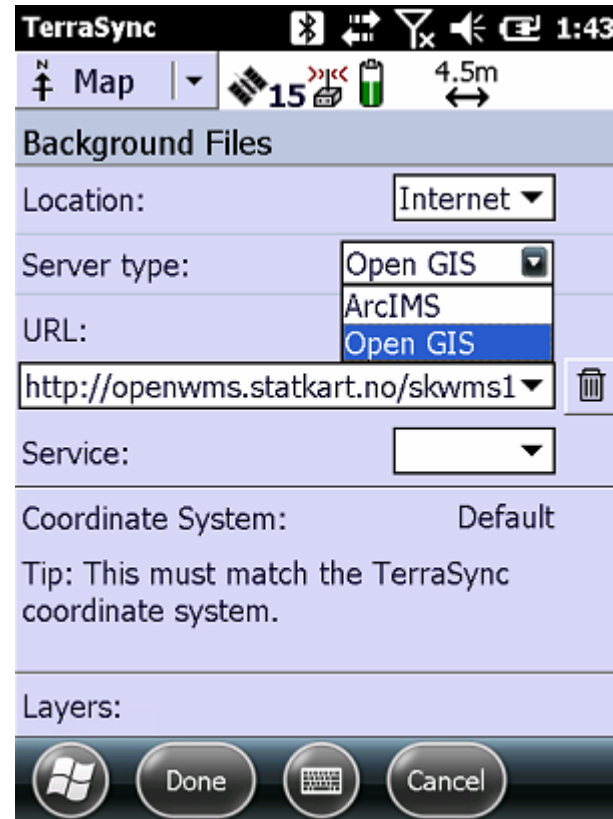 TerraSync 1:43
Map 15 4.5m
Background Files
Location: Internet
Server type: Open GIS
ArcIMS
URL: Open GIS
http://openwms.statkart.no/skwms1
Service:
Coordinate System: Default
Tip: This must match the TerraSync
coordinate system.
Layers:
Done Cancel